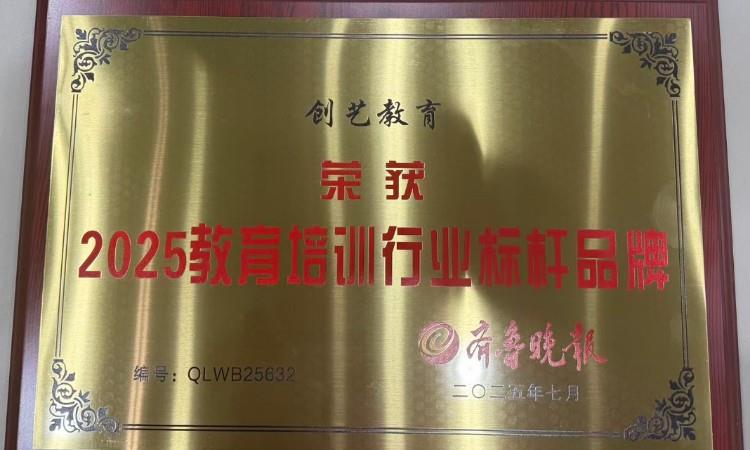 创艺教育
荣获
2025教育培训行业标杆品牌
齐鲁晚报
编号：QLWB25632
二〇二五年七月